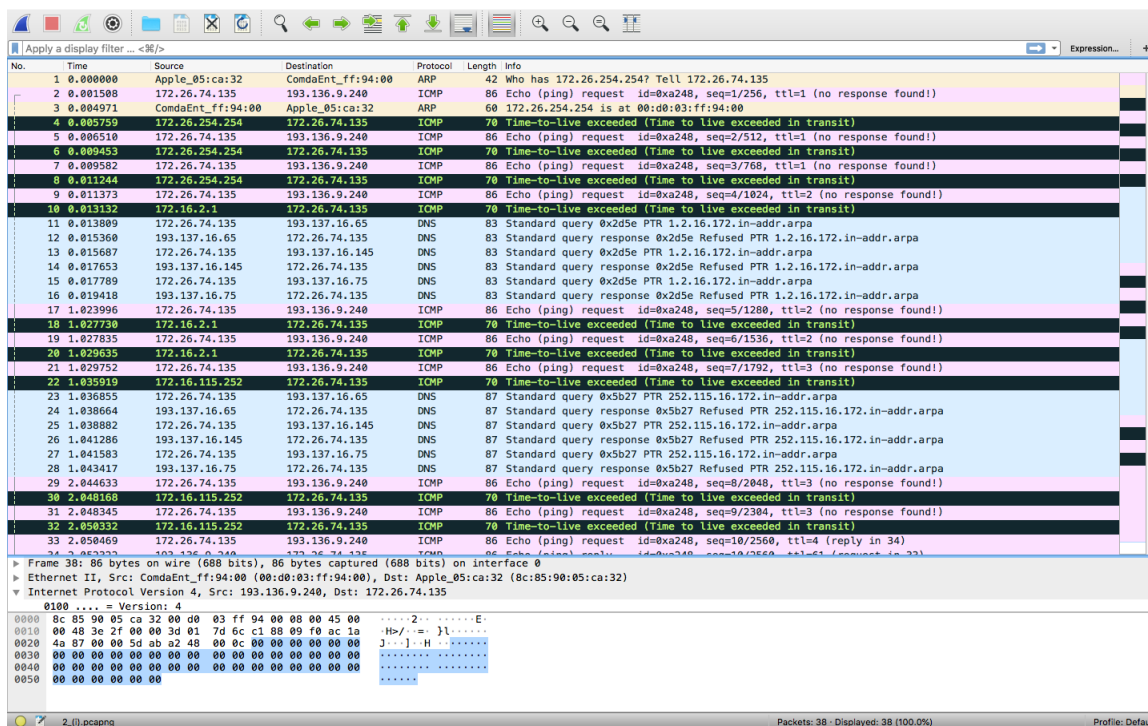 Apply a display filter ... <⌘/>
Expression...
+
No. Time Source Destination Protocol Length Info
1 0.000000 Apple_05:ca:32 ComdaEnt_ff:94:00 ARP 42 Who has 172.26.254.254? Tell 172.26.74.135
2 0.001508 172.26.74.135 193.136.9.240 ICMP 86 Echo (ping) request id=0xa248, seq=1/256, ttl=1 (no response found!)
3 0.004971 ComdaEnt_ff:94:00 Apple_05:ca:32 ARP 60 172.26.254.254 is at 00:d0:03:ff:94:00
4 0.005759 172.26.254.254 172.26.74.135 ICMP 70 Time-to-live exceeded (Time to live exceeded in transit)
5 0.006510 172.26.74.135 193.136.9.240 ICMP 86 Echo (ping) request id=0xa248, seq=2/512, ttl=1 (no response found!)
6 0.009453 172.26.254.254 172.26.74.135 ICMP 70 Time-to-live exceeded (Time to live exceeded in transit)
7 0.009582 172.26.74.135 193.136.9.240 ICMP 86 Echo (ping) request id=0xa248, seq=3/768, ttl=1 (no response found!)
8 0.011244 172.26.254.254 172.26.74.135 ICMP 70 Time-to-live exceeded (Time to live exceeded in transit)
9 0.011373 172.26.74.135 193.136.9.240 ICMP 86 Echo (ping) request id=0xa248, seq=4/1024, ttl=2 (no response found!)
10 0.013132 172.16.2.1 172.26.74.135 ICMP 70 Time-to-live exceeded (Time to live exceeded in transit)
11 0.013809 172.26.74.135 193.137.16.65 DNS 83 Standard query 0x2d5e PTR 1.2.16.172.in-addr.arpa
12 0.015360 193.137.16.65 172.26.74.135 DNS 83 Standard query response 0x2d5e Refused PTR 1.2.16.172.in-addr.arpa
13 0.015687 172.26.74.135 193.137.16.145 DNS 83 Standard query 0x2d5e PTR 1.2.16.172.in-addr.arpa
14 0.017653 193.137.16.145 172.26.74.135 DNS 83 Standard query response 0x2d5e Refused PTR 1.2.16.172.in-addr.arpa
15 0.017789 172.26.74.135 193.137.16.75 DNS 83 Standard query 0x2d5e PTR 1.2.16.172.in-addr.arpa
16 0.019418 193.137.16.75 172.26.74.135 DNS 83 Standard query response 0x2d5e Refused PTR 1.2.16.172.in-addr.arpa
17 1.023996 172.26.74.135 193.136.9.240 ICMP 86 Echo (ping) request id=0xa248, seq=5/1280, ttl=2 (no response found!)
18 1.027730 172.16.2.1 172.26.74.135 ICMP 70 Time-to-live exceeded (Time to live exceeded in transit)
19 1.027835 172.26.74.135 193.136.9.240 ICMP 86 Echo (ping) request id=0xa248, seq=6/1536, ttl=2 (no response found!)
20 1.029635 172.16.2.1 172.26.74.135 ICMP 70 Time-to-live exceeded (Time to live exceeded in transit)
21 1.029752 172.26.74.135 193.136.9.240 ICMP 86 Echo (ping) request id=0xa248, seq=7/1792, ttl=3 (no response found!)
22 1.035919 172.16.115.252 172.26.74.135 ICMP 70 Time-to-live exceeded (Time to live exceeded in transit)
23 1.036855 172.26.74.135 193.137.16.65 DNS 87 Standard query 0x5b27 PTR 252.115.16.172.in-addr.arpa
24 1.038664 193.137.16.65 172.26.74.135 DNS 87 Standard query response 0x5b27 Refused PTR 252.115.16.172.in-addr.arpa
25 1.038882 172.26.74.135 193.137.16.145 DNS 87 Standard query 0x5b27 PTR 252.115.16.172.in-addr.arpa
26 1.041286 193.137.16.145 172.26.74.135 DNS 87 Standard query response 0x5b27 Refused PTR 252.115.16.172.in-addr.arpa
27 1.041583 172.26.74.135 193.137.16.75 DNS 87 Standard query 0x5b27 PTR 252.115.16.172.in-addr.arpa
28 1.043417 193.137.16.75 172.26.74.135 DNS 87 Standard query response 0x5b27 Refused PTR 252.115.16.172.in-addr.arpa
29 2.044633 172.26.74.135 193.136.9.240 ICMP 86 Echo (ping) request id=0xa248, seq=8/2048, ttl=3 (no response found!)
30 2.048168 172.16.115.252 172.26.74.135 ICMP 70 Time-to-live exceeded (Time to live exceeded in transit)
31 2.048345 172.26.74.135 193.136.9.240 ICMP 86 Echo (ping) request id=0xa248, seq=9/2304, ttl=3 (no response found!)
32 2.050332 172.16.115.252 172.26.74.135 ICMP 70 Time-to-live exceeded (Time to live exceeded in transit)
33 2.050469 172.26.74.135 193.136.9.240 ICMP 86 Echo (ping) request id=0xa248, seq=10/2560, ttl=4 (reply in 34)
Frame 38: 86 bytes on wire (688 bits), 86 bytes captured (688 bits) on interface 0
Ethernet II, Src: ComdaEnt_ff:94:00 (00:d0:03:ff:94:00), Dst: Apple_05:ca:32 (8c:85:90:05:ca:32)
Internet Protocol Version 4, Src: 193.136.9.240, Dst: 172.26.74.135
0100 .... = Version: 4
0000 8c 85 90 05 ca 32 00 d0 03 ff 94 00 08 00 45 00 ·····2·· ······E·
0010 00 48 3e 2f 00 00 3d 01 7d 6c c1 88 09 f0 ac 1a ·H>/··=· }l······
0020 4a 87 00 00 5d ab a2 48 00 0c 00 00 00 00 00 00 J···]··H ········
0030 00 00 00 00 00 00 00 00 00 00 00 00 00 00 00 00 ········ ········
0040 00 00 00 00 00 00 00 00 00 00 00 00 00 00 00 00 ········ ········
0050 00 00 00 00 00 00 ······
2_(i).pcapng
Packets: 38 · Displayed: 38 (100.0%)